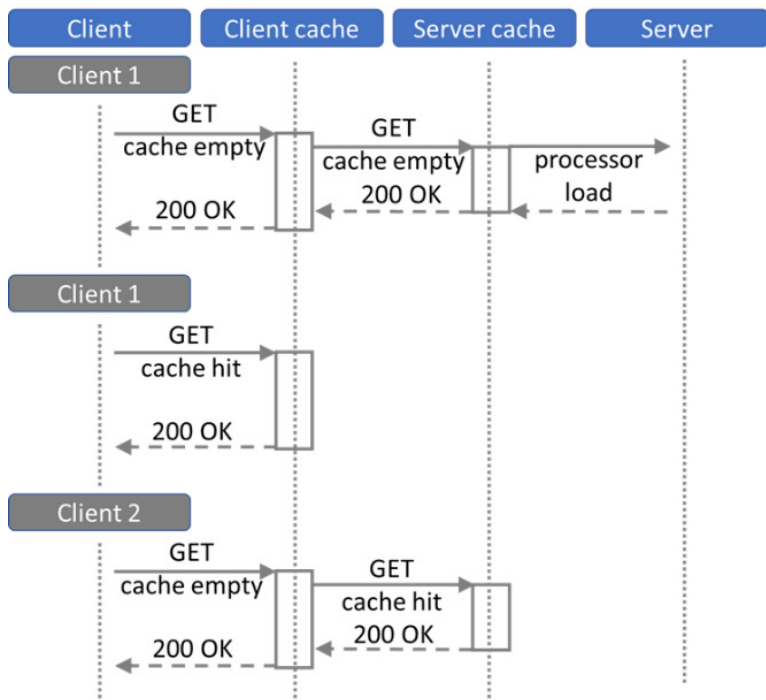 Client
Client cache
Server cache
Server
Client 1
GET
cache empty
GET
cache empty
processor
load
200 OK
200 OK
Client 1
GET
cache hit
200 OK
Client 2
GET
cache empty
GET
cache hit
200 OK
200 OK